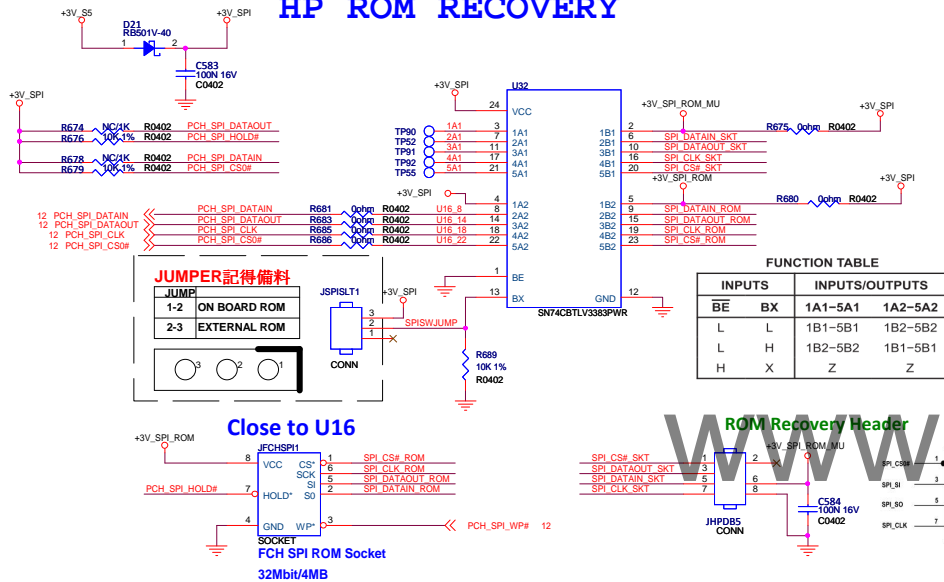 HP ROM RECOVERY
+3V_S5
+3V_SPI
D21
RB501V-40
1
2
C583
100N 16V
C0402
+3V_SPI
R674 NC/1K R0402 PCH_SPI_DATAOUT
R676 10K 1% R0402 PCH_SPI_HOLD#
R678 NC/1K R0402 PCH_SPI_DATAIN
R679 10K 1% R0402 PCH_SPI_CS0#
+3V_SPI
U32
24 VCC
TP90 1A1 3 1A1
TP52 2A1 7 2A1
TP91 3A1 11 3A1
TP92 4A1 17 4A1
TP55 5A1 21 5A1
+3V_SPI_ROM_MU
1B1 2
2B1 6 SPI_DATAIN_SKT
3B1 10 SPI_DATAOUT_SKT
4B1 16 SPI_CLK_SKT
5B1 20 SPI_CS#_SKT
R675 0ohm R0402
+3V_SPI
+3V_SPI
4 1A2
12 PCH_SPI_DATAIN PCH_SPI_DATAIN R681 0ohm R0402 U16_8 8 2A2
12 PCH_SPI_DATAOUT PCH_SPI_DATAOUT R683 0ohm R0402 U16_14 14 3A2
12 PCH_SPI_CLK PCH_SPI_CLK R685 0ohm R0402 U16_18 18 4A2
12 PCH_SPI_CS0# PCH_SPI_CS0# R686 0ohm R0402 U16_22 22 5A2
+3V_SPI_ROM
1B2 5
2B2 9 SPI_DATAIN_ROM
3B2 15 SPI_DATAOUT_ROM
4B2 19 SPI_CLK_ROM
5B2 23 SPI_CS#_ROM
R680 0ohm R0402
+3V_SPI
1 BE
13 BX
GND 12
SN74CBTLV3383PWR
JUMPER記得備料
JUMP
1-2 ON BOARD ROM
2-3 EXTERNAL ROM
3 2 1
JSPISLT1
+3V_SPI
3
2
1
CONN
SPISWJUMP
R689
10K 1%
R0402
FUNCTION TABLE
INPUTS INPUTS/OUTPUTS
BE BX 1A1–5A1 1A2–5A2
L L 1B1–5B1 1B2–5B2
L H 1B2–5B2 1B1–5B1
H X Z Z
Close to U16
+3V_SPI_ROM
JFCHSPI1
8 VCC
CS* 1 SPI_CS#_ROM
SCK 6 SPI_CLK_ROM
SI 5 SPI_DATAOUT_ROM
S0 2 SPI_DATAIN_ROM
PCH_SPI_HOLD# 7 HOLD*
4 GND
WP* 3 PCH_SPI_WP# 12
SOCKET
FCH SPI ROM Socket
32Mbit/4MB
WWW
ROM Recovery Header
+3V_SPI_ROM_MU
SPI_CS#_SKT 1 2
SPI_DATAOUT_SKT 3
SPI_DATAIN_SKT 5 6
SPI_CLK_SKT 7 8
JHPDB5
CONN
C584
100N 16V
C0402
SPI_CS0# 1
SPI_SI 3
SPI_SO 5
SPI_CLK 7